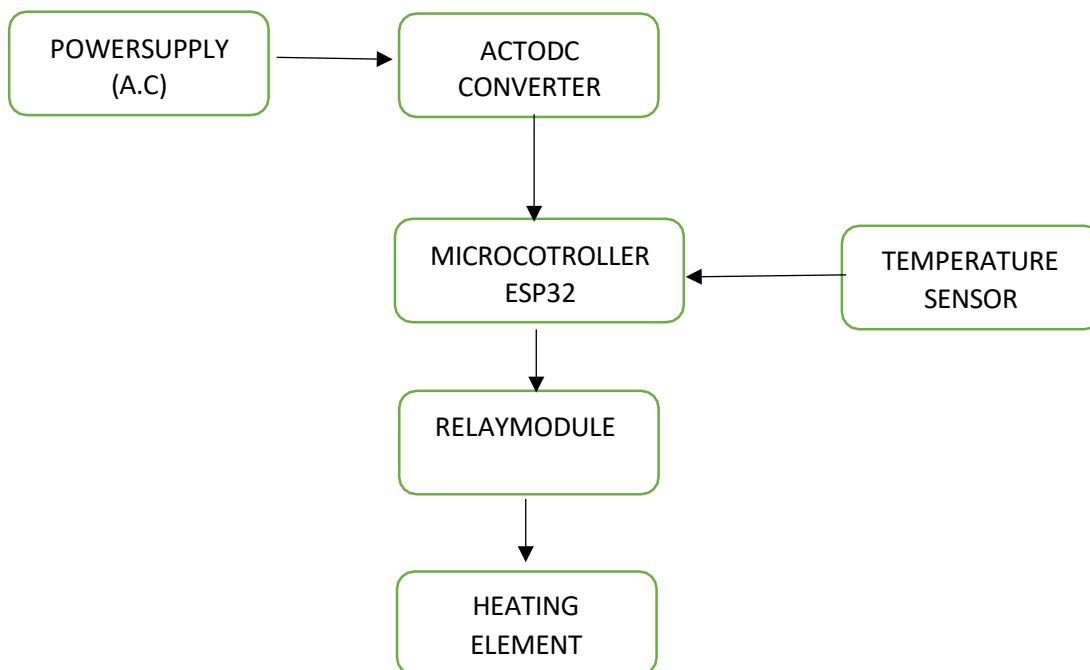 POWERSUPPLY
(A.C)
ACTODC
CONVERTER
MICROCOTROLLER
ESP32
TEMPERATURE
SENSOR
RELAYMODULE
HEATING
ELEMENT